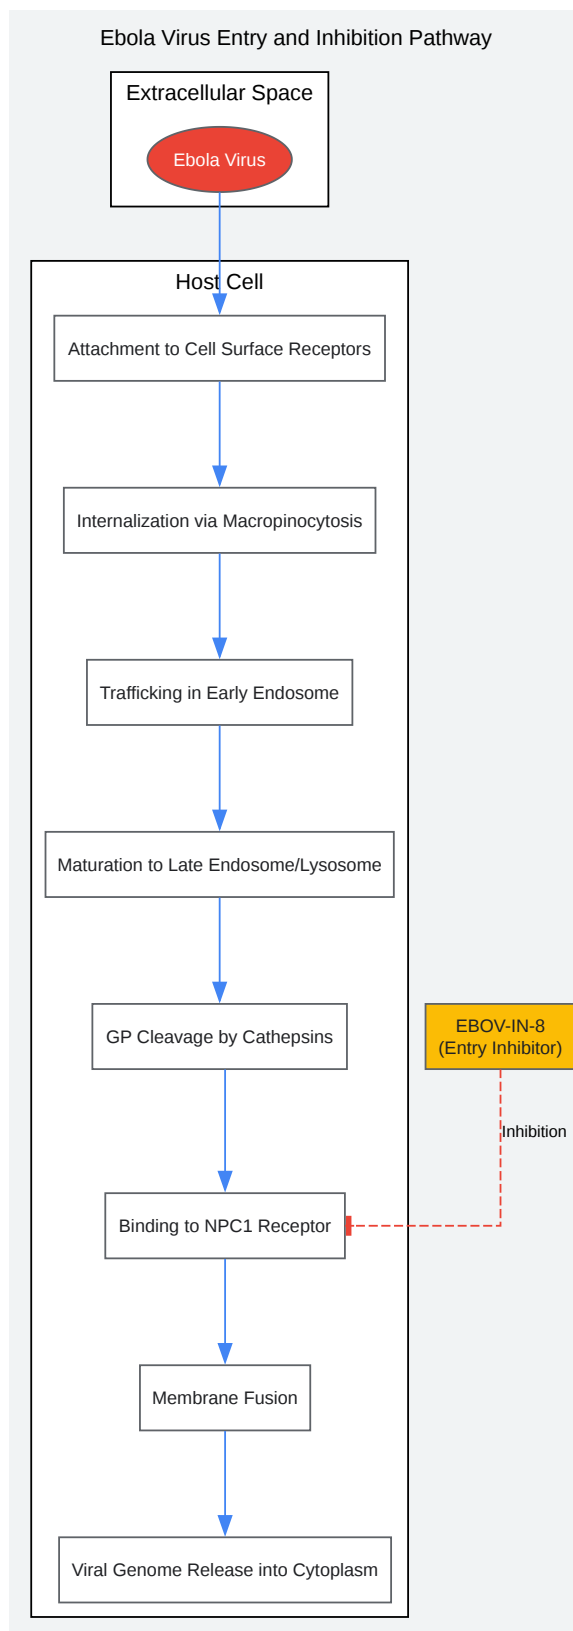 Ebola Virus Entry and Inhibition Pathway
Extracellular Space
Ebola Virus
Host Cell
Attachment to Cell Surface Receptors
Internalization via Macropinocytosis
Trafficking in Early Endosome
Maturation to Late Endosome/Lysosome
GP Cleavage by Cathepsins
EBOV-IN-8
(Entry Inhibitor)
Inhibition
Binding to NPC1 Receptor
Membrane Fusion
Viral Genome Release into Cytoplasm